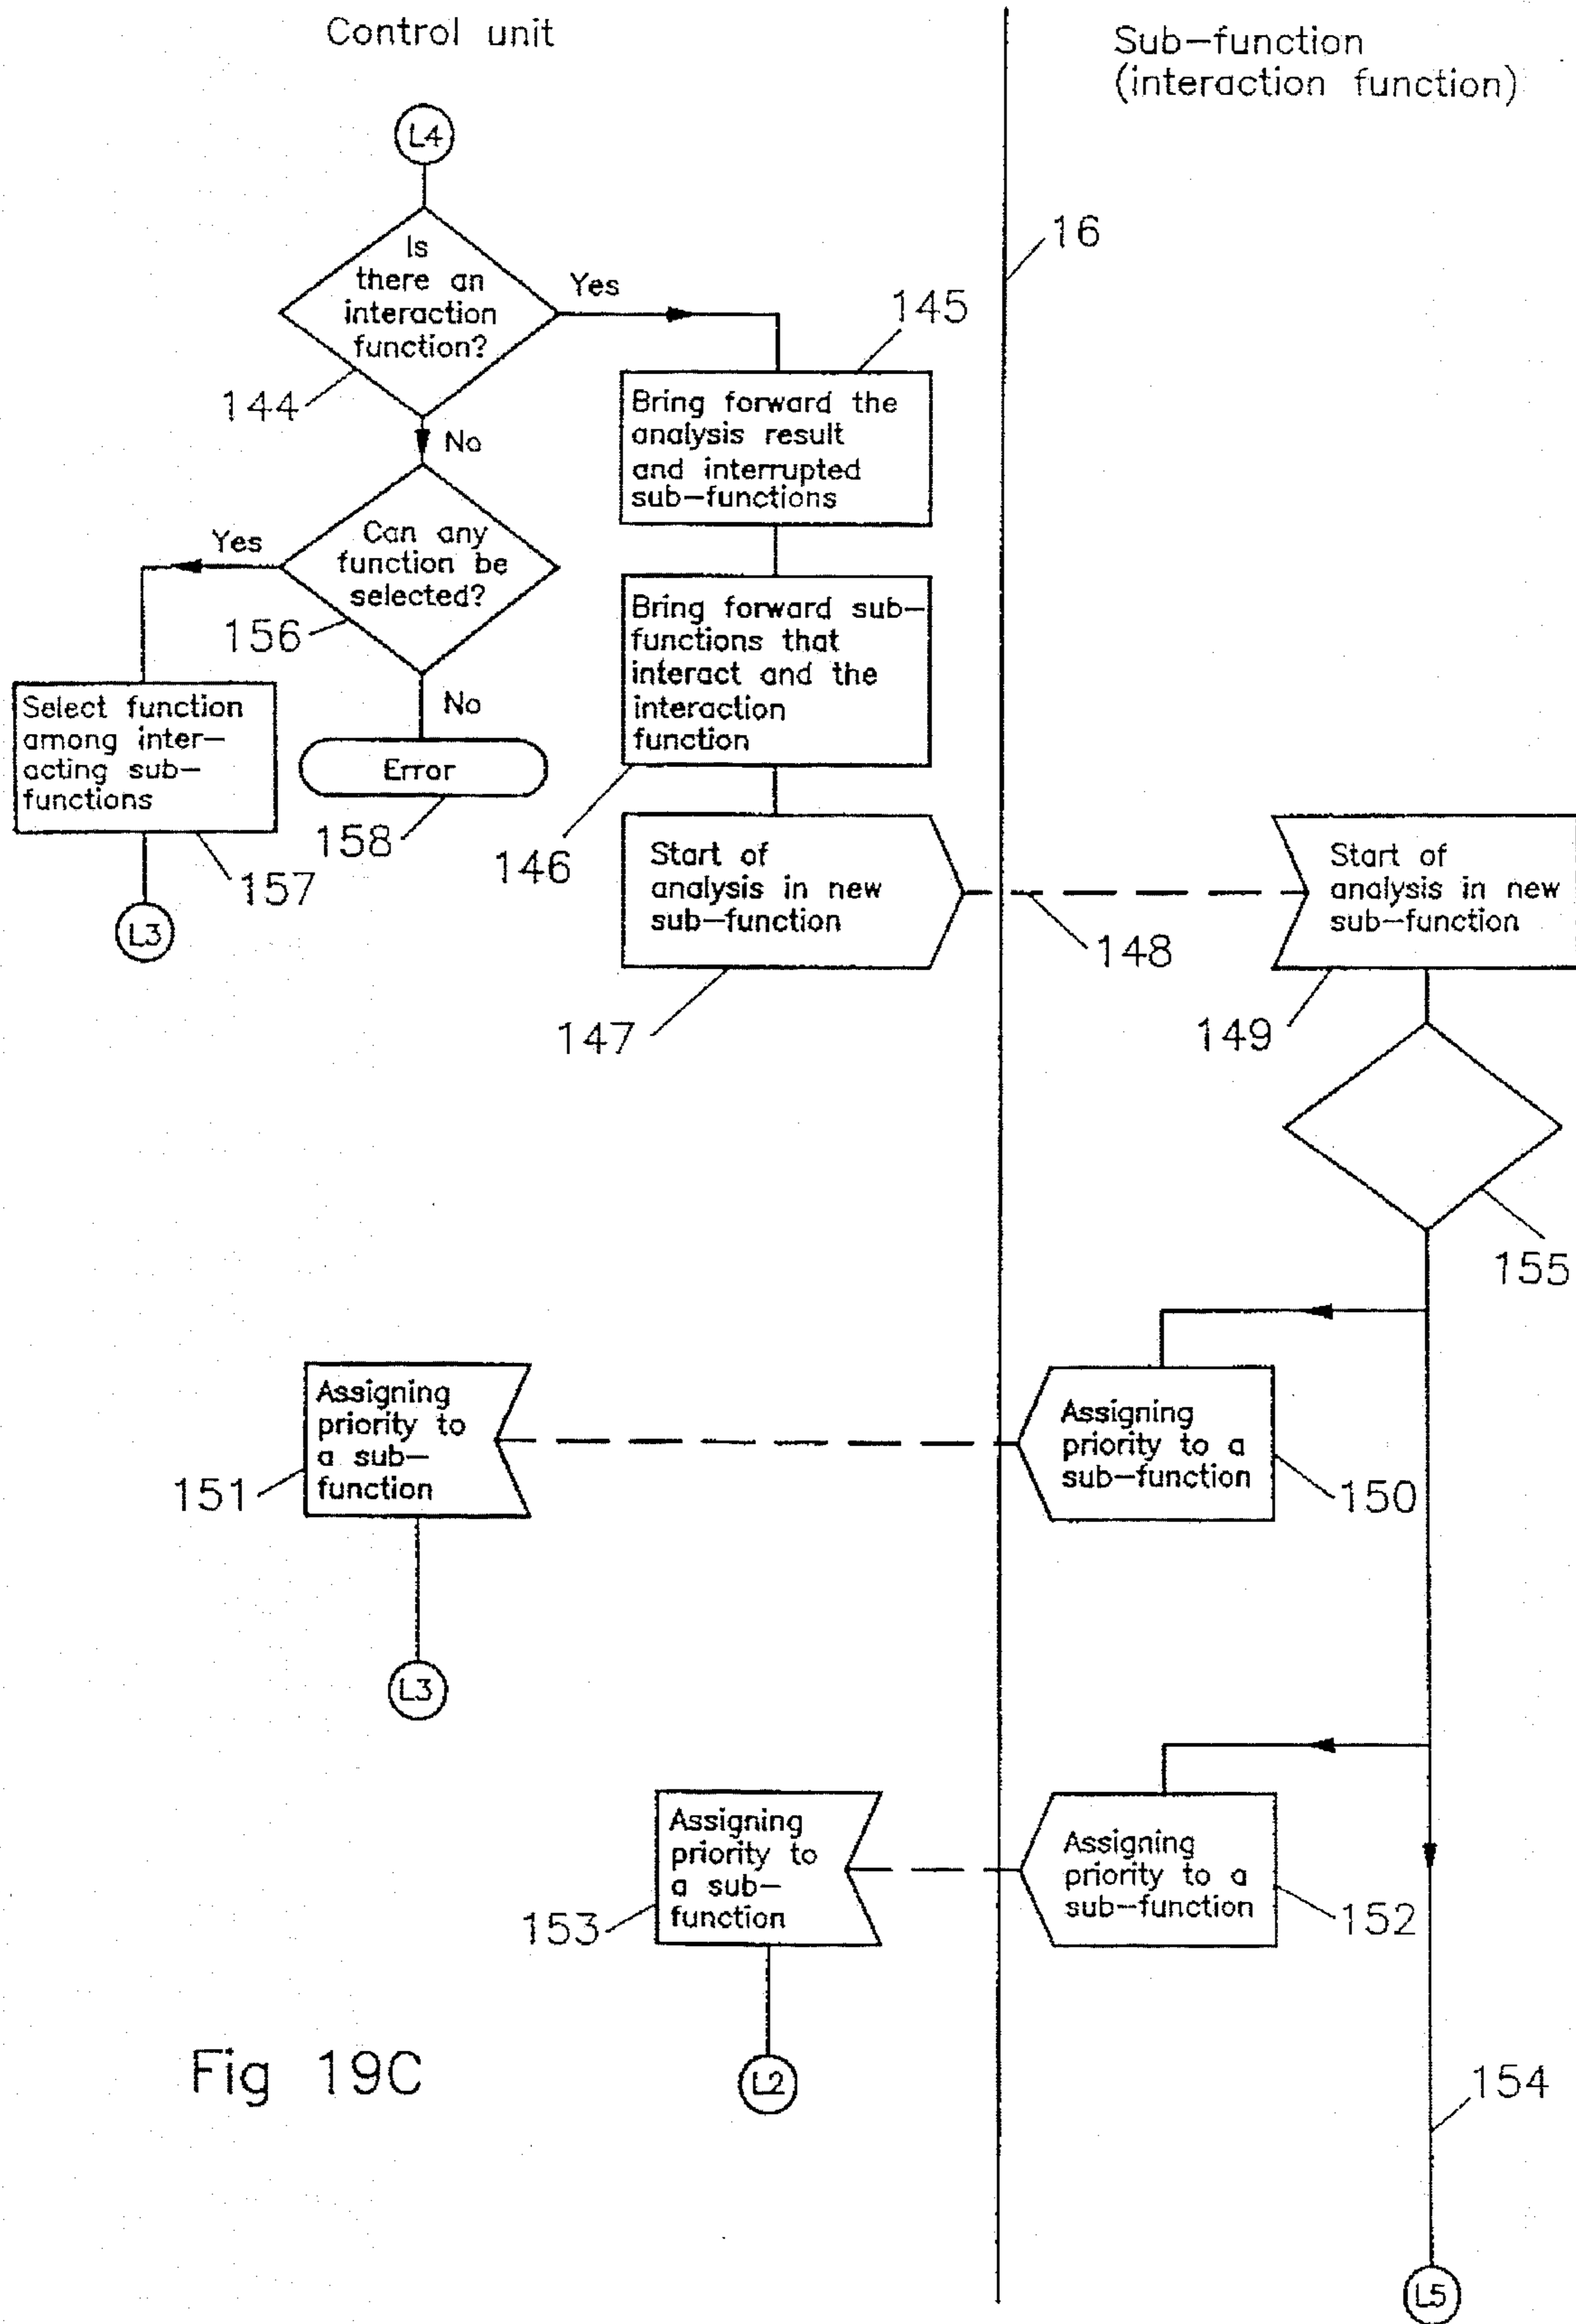 Control unit
Sub-function
(interaction function)
L4
16
Is
there an
interaction
function?
Yes
145
144
No
Bring forward the
analysis result
and interrupted
sub-functions
Can any
function be
selected?
Yes
156
Bring forward sub-
functions that
interact and the
interaction
function
No
Select function
among inter-
acting sub-
functions
Error
158
157
146
L3
Start of
analysis in new
sub-function
148
147
Start of
analysis in new
sub-function
149
155
Assigning
priority to
a sub-
function
151
Assigning
priority to a
sub-function
150
L3
Assigning
priority to
a sub-
function
153
Assigning
priority to a
sub-function
152
L2
Fig 19C
154
L5